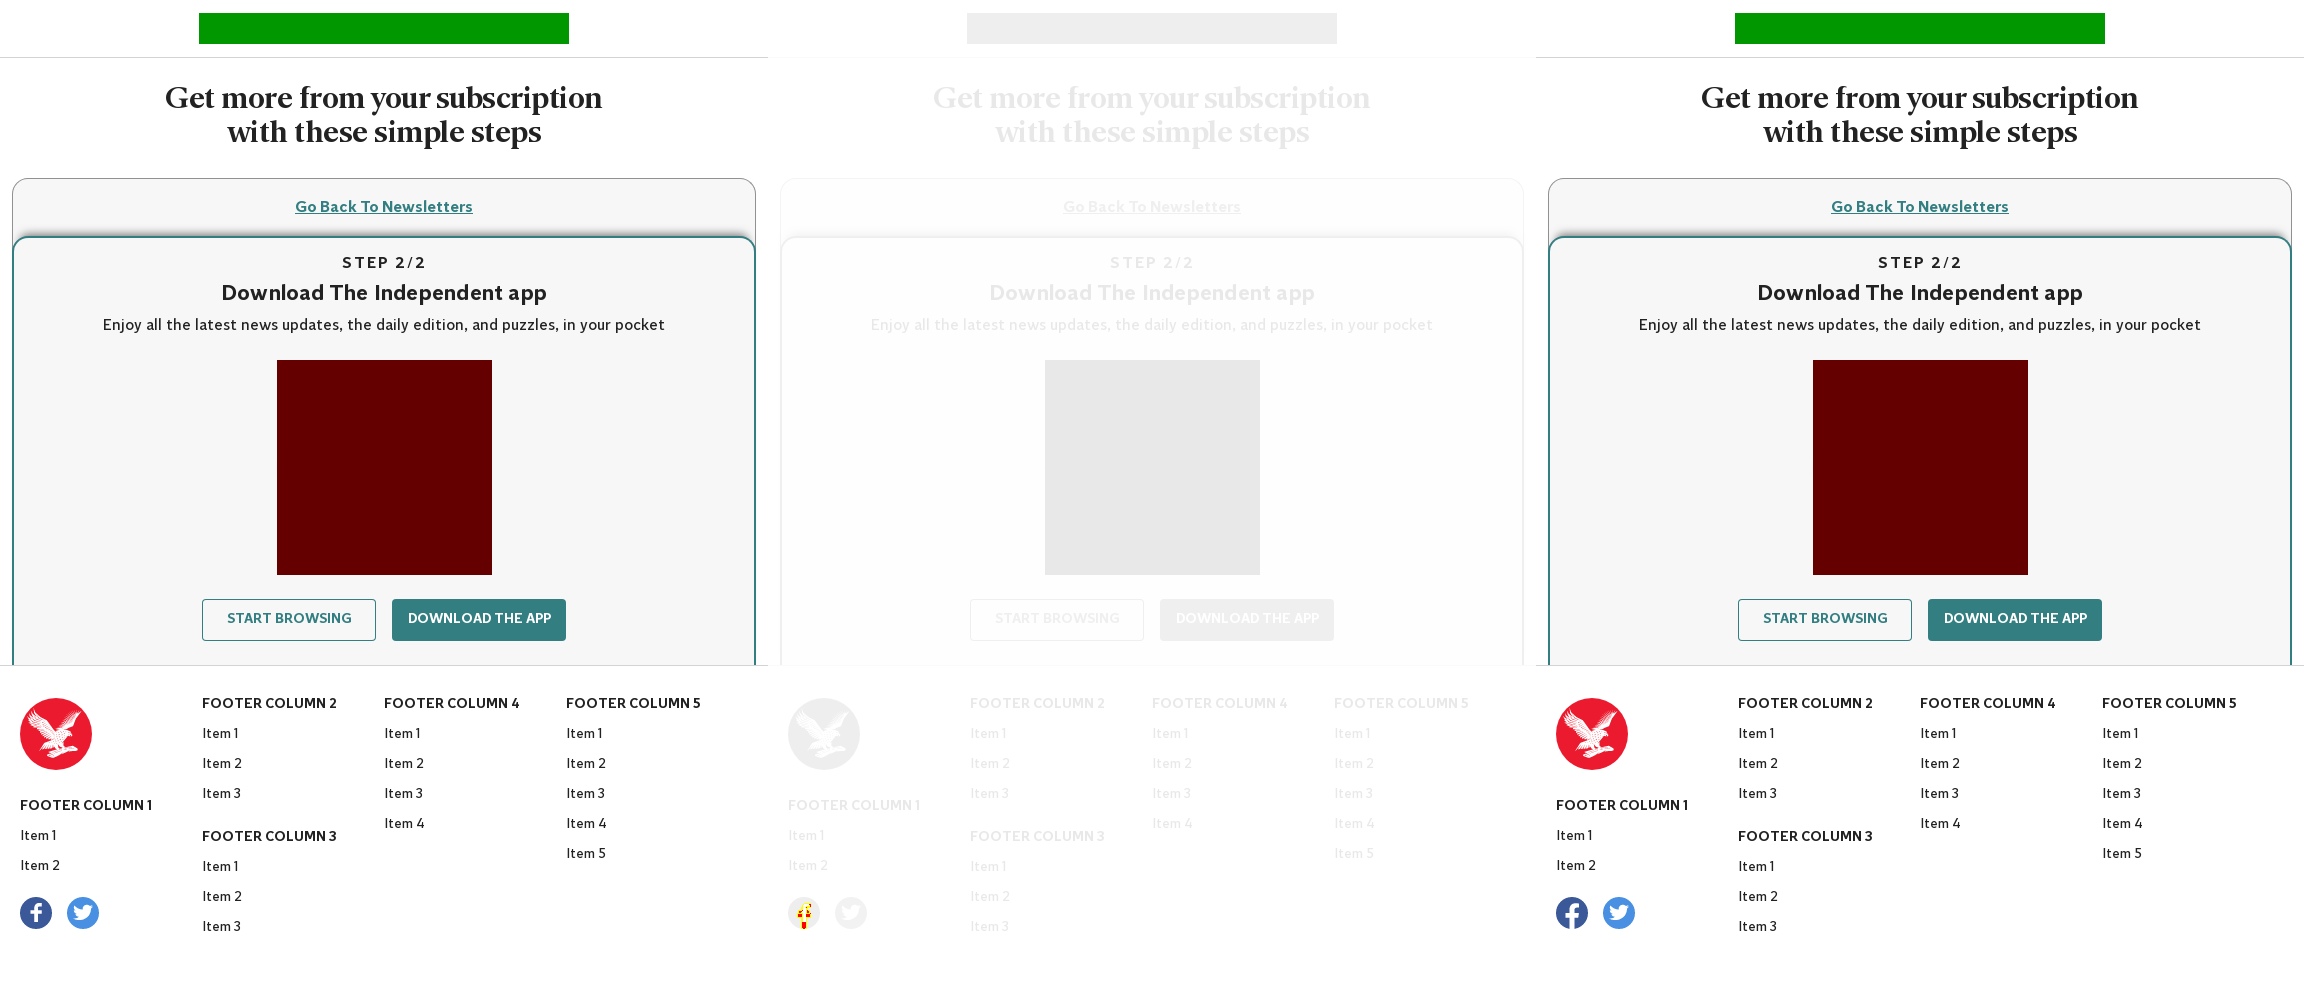 Get more from your subscription
with these simple steps
Go Back To Newsletters
STEP 2/2
Download The Independent app
Enjoy all the latest news updates, the daily edition, and puzzles, in your pocket
START BROWSING
DOWNLOAD THE APP
FOOTER COLUMN 1
Item 1
Item 2
FOOTER COLUMN 2
Item 1
Item 2
Item 3
FOOTER COLUMN 3
Item 1
Item 2
Item 3
FOOTER COLUMN 4
Item 1
Item 2
Item 3
Item 4
FOOTER COLUMN 5
Item 1
Item 2
Item 3
Item 4
Item 5
Get more from your subscription
with these simple steps
Go Back To Newsletters
STEP 2/2
Download The Independent app
Enjoy all the latest news updates, the daily edition, and puzzles, in your pocket
START BROWSING
DOWNLOAD THE APP
FOOTER COLUMN 1
Item 1
Item 2
FOOTER COLUMN 2
Item 1
Item 2
Item 3
FOOTER COLUMN 3
Item 1
Item 2
Item 3
FOOTER COLUMN 4
Item 1
Item 2
Item 3
Item 4
FOOTER COLUMN 5
Item 1
Item 2
Item 3
Item 4
Item 5
Get more from your subscription
with these simple steps
Go Back To Newsletters
STEP 2/2
Download The Independent app
Enjoy all the latest news updates, the daily edition, and puzzles, in your pocket
START BROWSING
DOWNLOAD THE APP
FOOTER COLUMN 1
Item 1
Item 2
FOOTER COLUMN 2
Item 1
Item 2
Item 3
FOOTER COLUMN 3
Item 1
Item 2
Item 3
FOOTER COLUMN 4
Item 1
Item 2
Item 3
Item 4
FOOTER COLUMN 5
Item 1
Item 2
Item 3
Item 4
Item 5